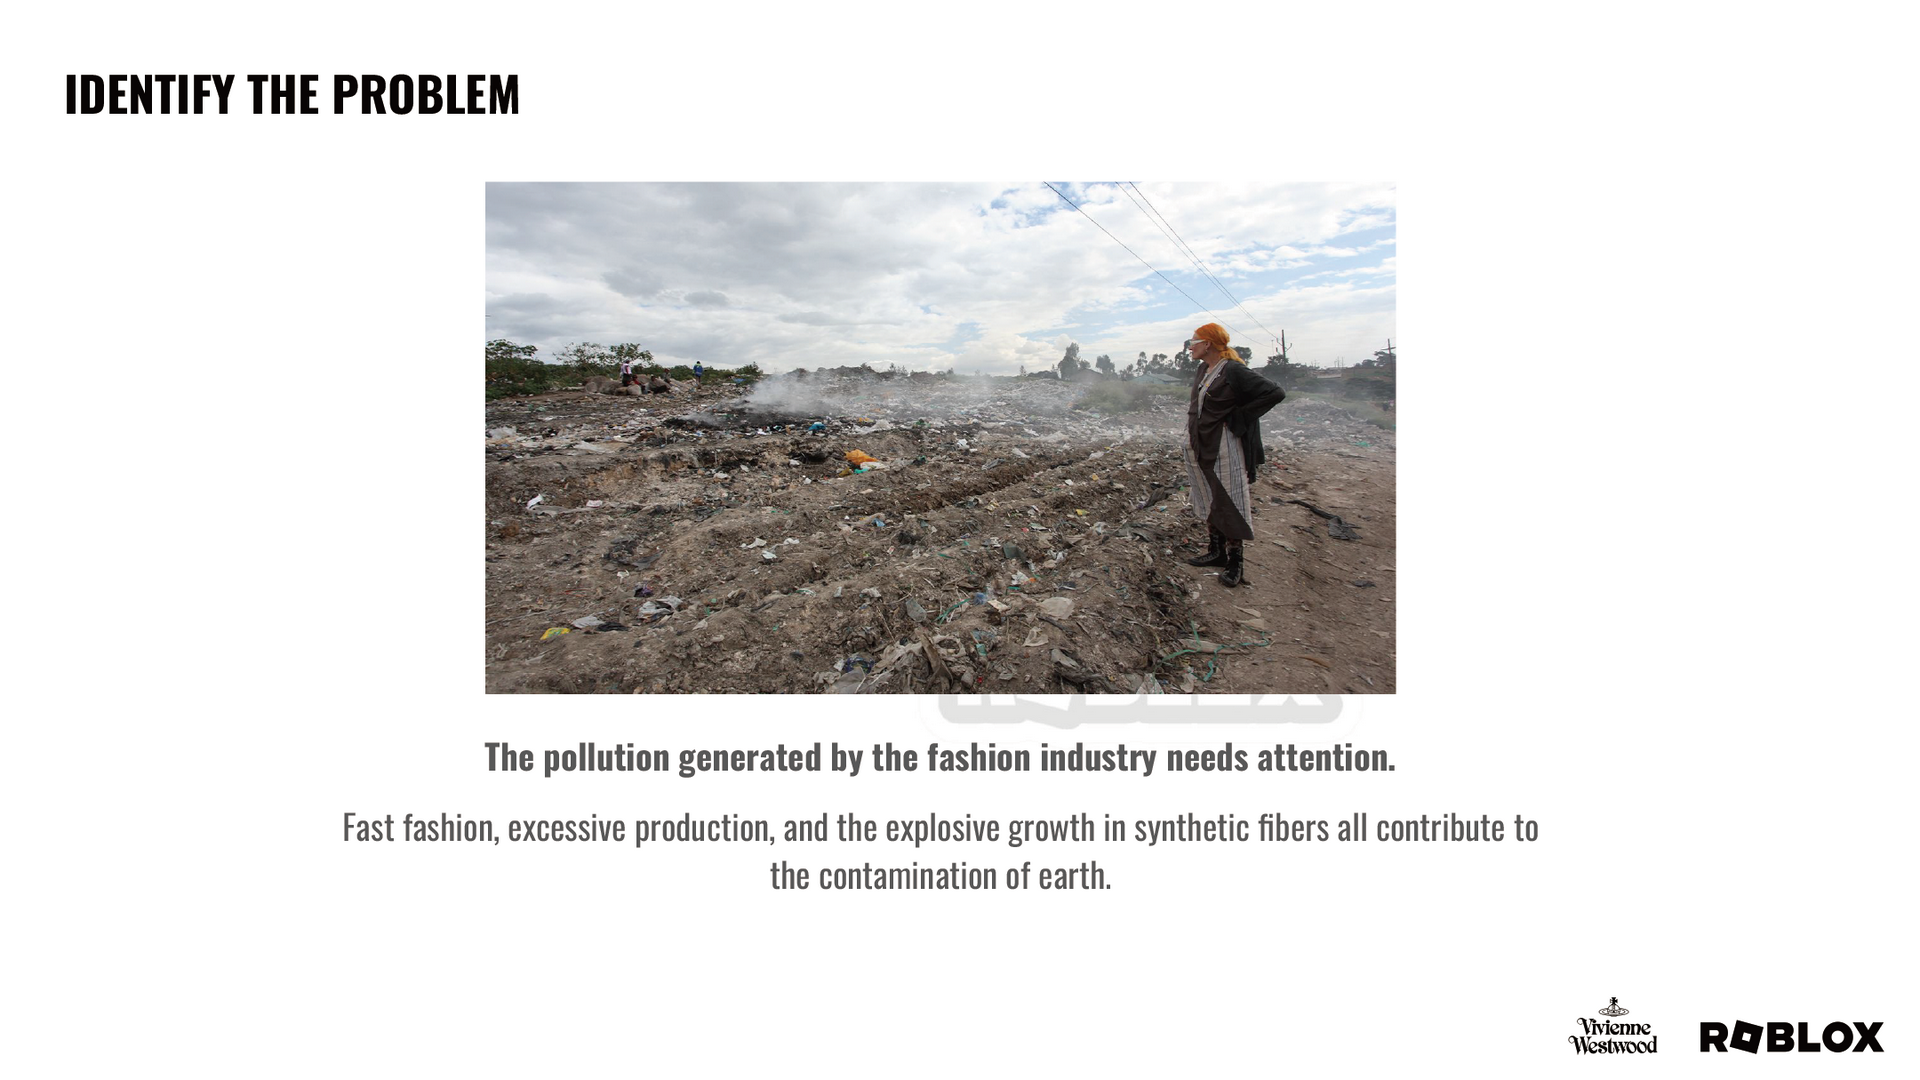 IDENTIFY THE PROBLEM
The pollution generated by the fashion industry needs attention.
Fast fashion, excessive production, and the explosive growth in synthetic fibers all contribute to
the contamination of earth.
Vivienne
Westwood
ROBLOX